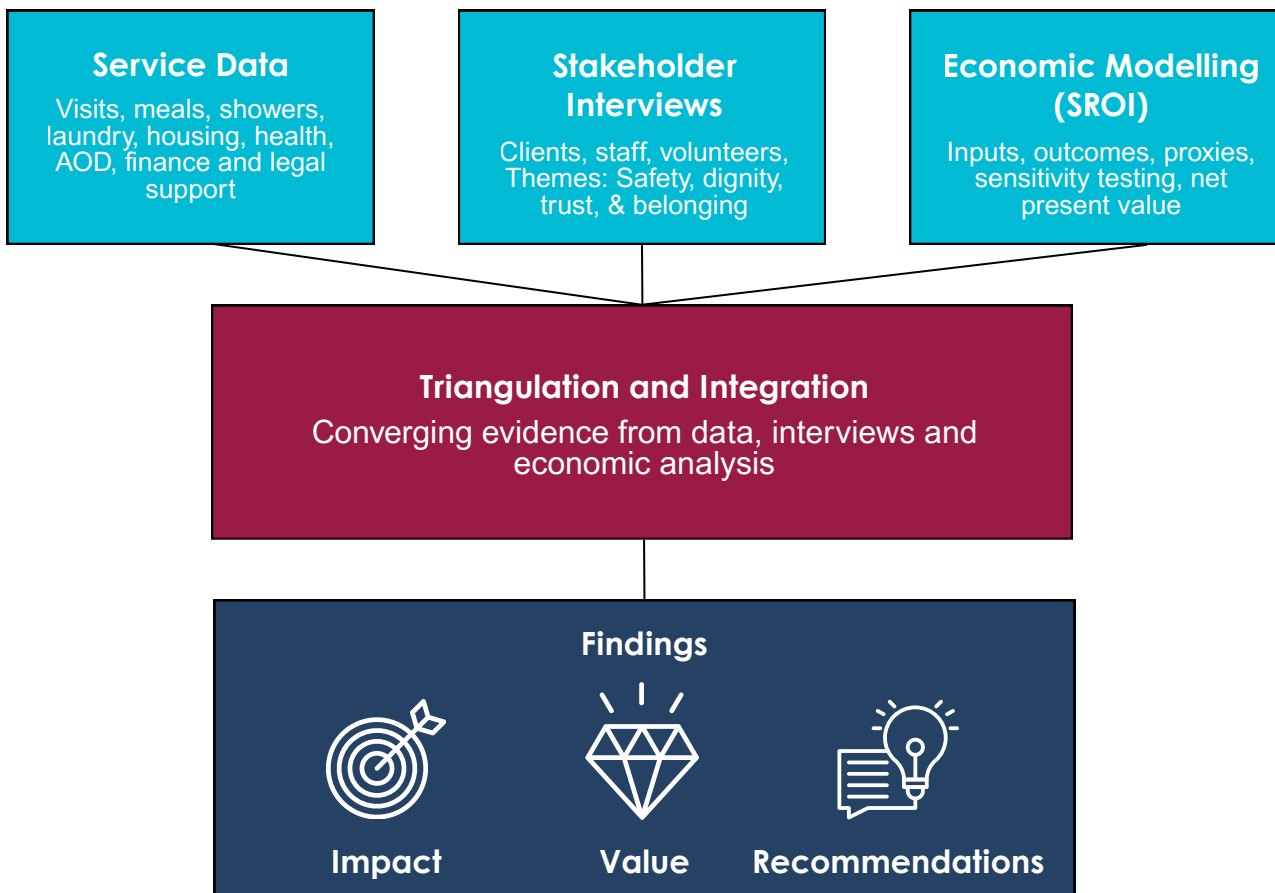 Service Data
Visits, meals, showers,
laundry, housing, health,
AOD, finance and legal
support
Stakeholder
Interviews
Clients, staff, volunteers,
Themes: Safety, dignity,
trust, & belonging
Economic Modelling
(SROI)
Inputs, outcomes, proxies,
sensitivity testing, net
present value
Triangulation and Integration
Converging evidence from data, interviews and
economic analysis
Findings
Impact
Value
Recommendations